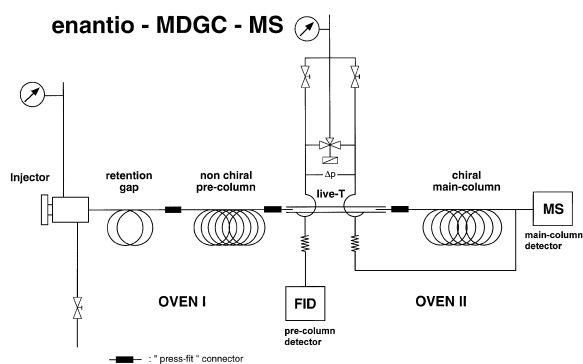 enantio - MDGC - MS
Injector
retention
gap
non chiral
pre-column
Δp
live-T
chiral
main-column
MS
main-column
detector
OVEN I
FID
OVEN II
pre-column
detector
: " press-fit " connector